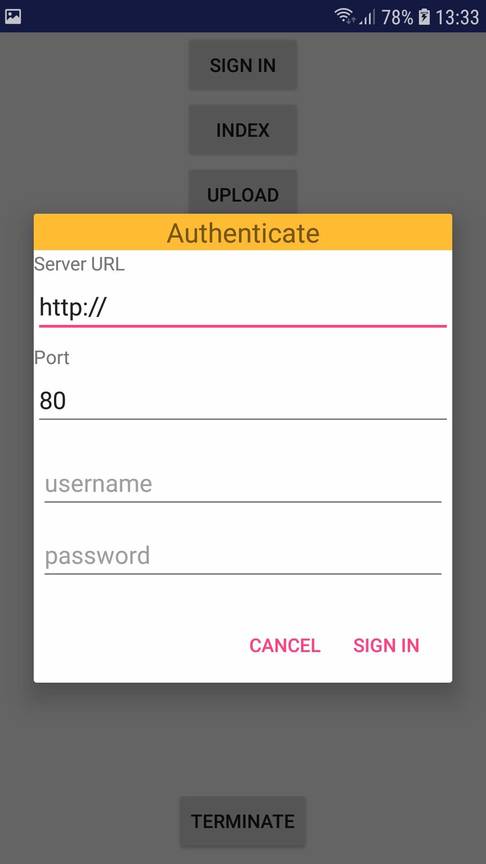 78% 13:33
SIGN IN
INDEX
UPLOAD
Authenticate
Server URL
http://
Port
80
username
password
CANCEL SIGN IN
TERMINATE